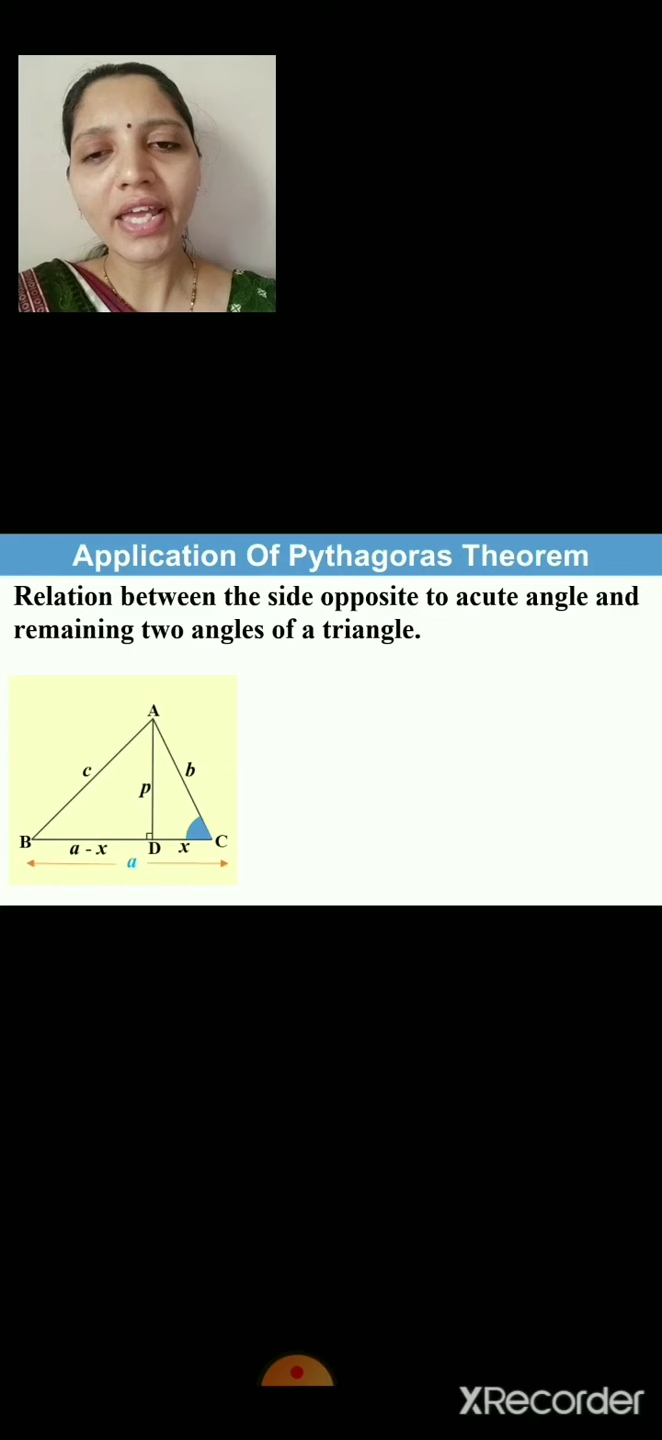 Application Of Pythagoras Theorem
Relation between the side opposite to acute angle and
remaining two angles of a triangle.
A
c
b
p
B
a - x
D
x
C
a
XRecorder